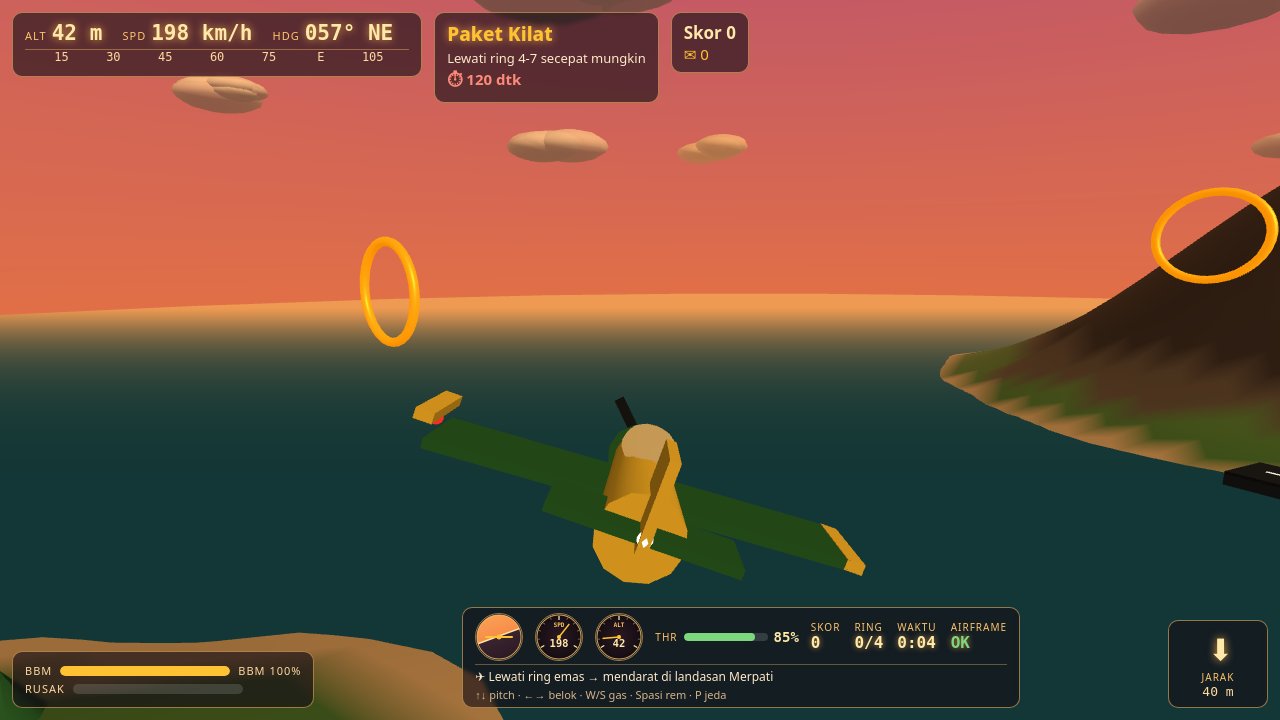 ALT 42 m SPD 198 km/h HDG 057° NE
15 30 45 60 75 E 105
Paket Kilat
Lewati ring 4-7 secepat mungkin
⏱ 120 dtk
Skor 0
✉ 0
BBM BBM 100%
RUSAK
SPD 198
ALT 42
THR 85%
SKOR RING WAKTU AIRFRAME
0 0/4 0:04 OK
✈ Lewati ring emas → mendarat di landasan Merpati
↑↓ pitch · ←→ belok · W/S gas · Spasi rem · P jeda
⬇
JARAK
40 m